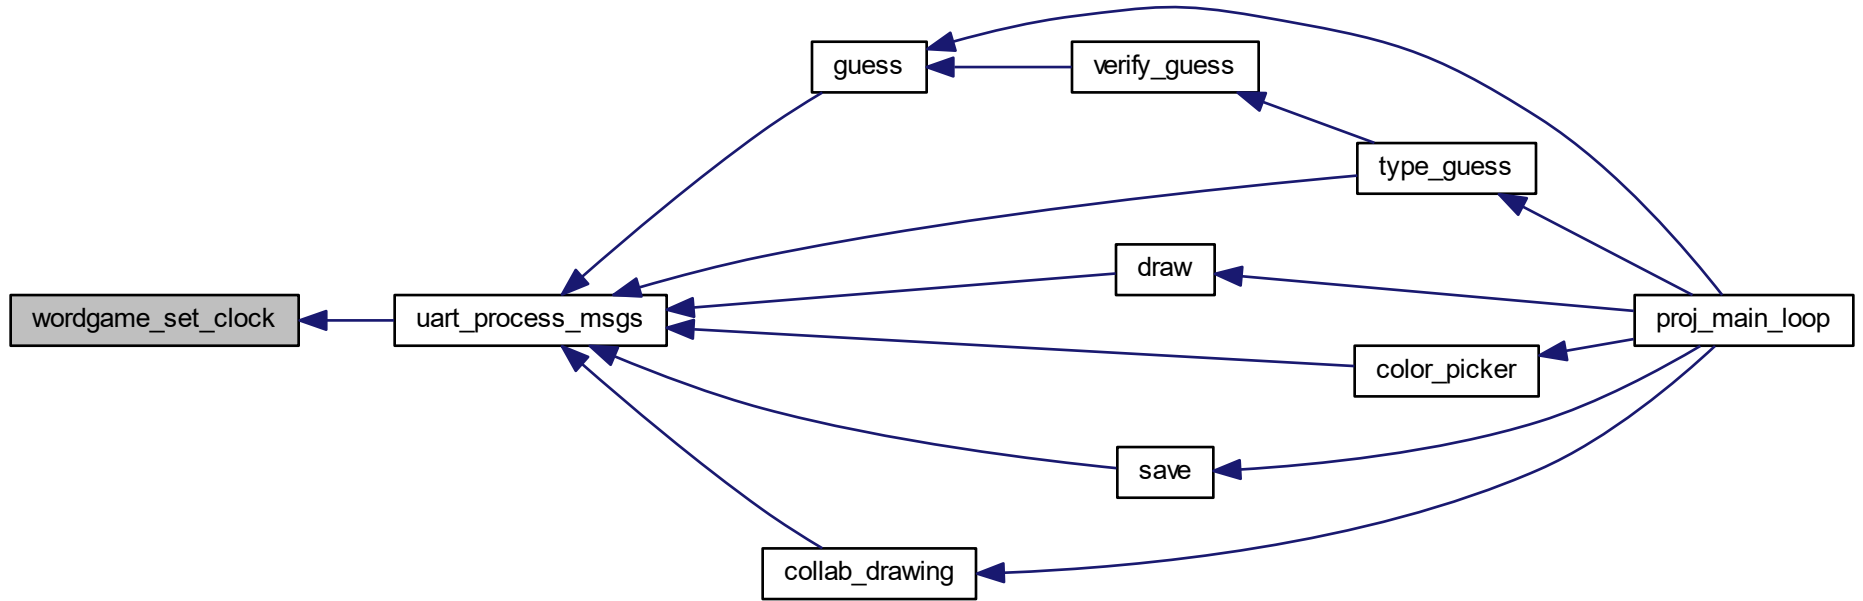 guess
verify_guess
type_guess
draw
wordgame_set_clock
uart_process_msgs
proj_main_loop
color_picker
save
collab_drawing